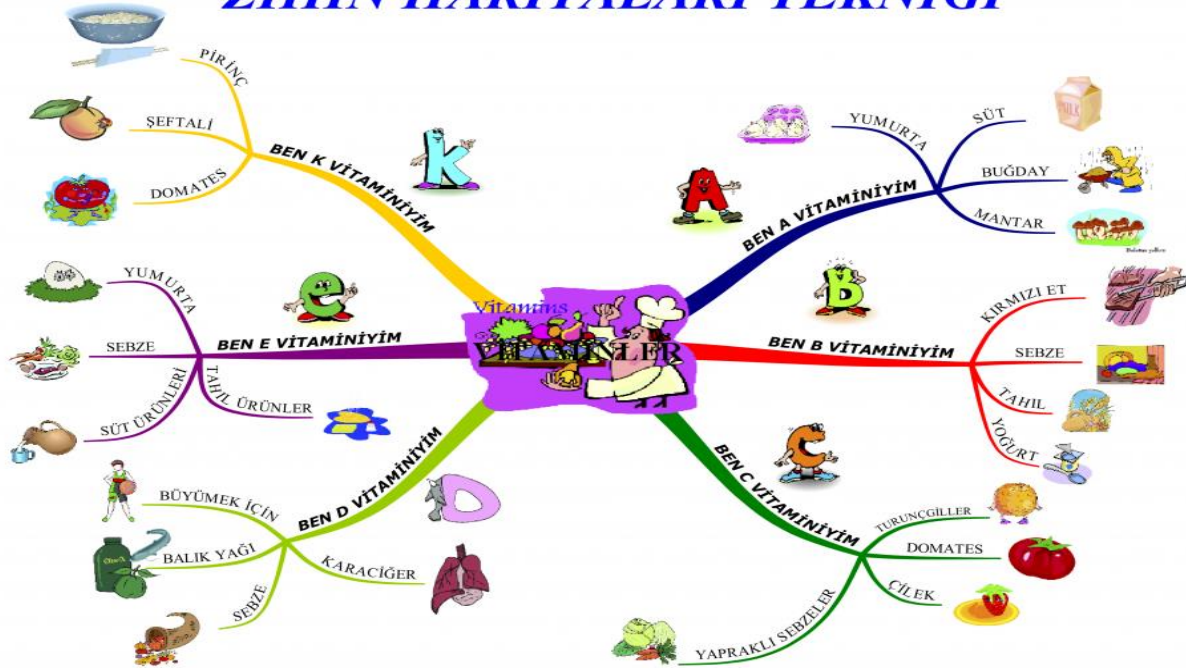 ZİHİN HARİTALARI TEKNİĞİ
PİRİNÇ
ŞEFTALİ
DOMATES
BEN K VİTAMİNİYİM
K
YUMURTA
SÜT
MILK
BUĞDAY
MANTAR
BEN A VİTAMİNİYİM
A
YUMURTA
SEBZE
SÜT ÜRÜNLERİ
TAHIL ÜRÜNLER
BEN E VİTAMİNİYİM
e
Vitamins
VİTAMİNLER
B
BEN B VİTAMİNİYİM
KIRMIZI ET
SEBZE
TAHIL
YOĞURT
BÜYÜMEK İÇİN
BALIK YAĞI
SEBZE
KARACİĞER
BEN D VİTAMİNİYİM
D
C
BEN C VİTAMİNİYİM
TURUNÇGİLLER
DOMATES
ÇİLEK
YAPRAKLI SEBZELER